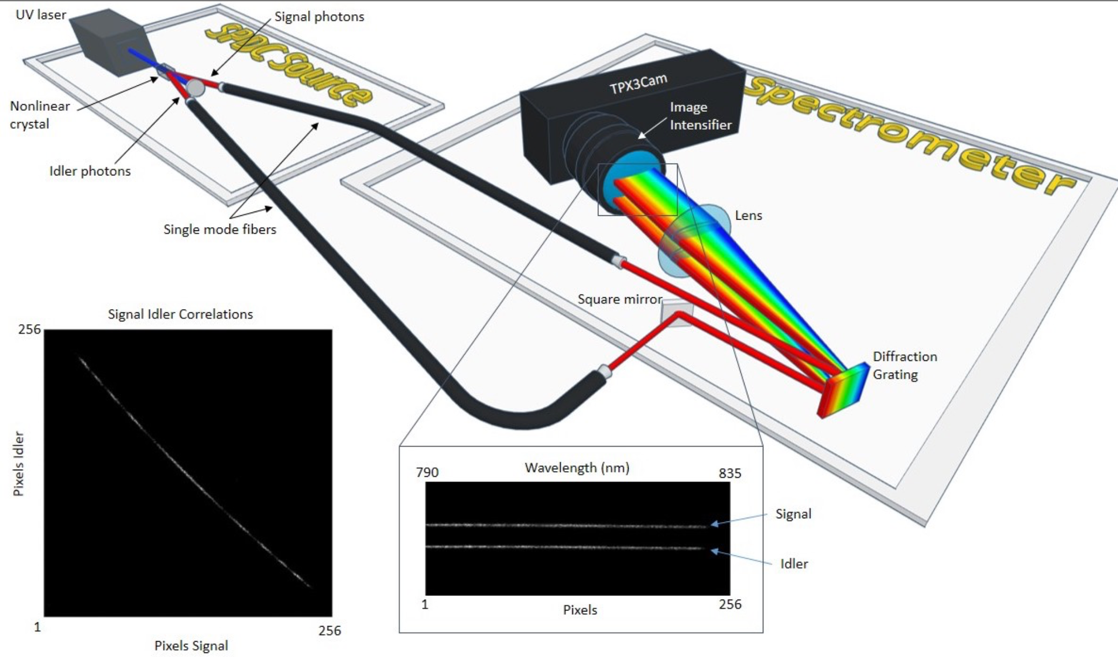 UV laser
Signal photons
SPDC Source
Nonlinear
crystal
Idler photons
Single mode fibers
TPX3Cam
Image
Intensifier
Spectrometer
Lens
Square mirror
Diffraction
Grating
Signal Idler Correlations
256
Pixels Idler
1
256
Pixels Signal
Wavelength (nm)
790
835
Signal
Idler
1
256
Pixels